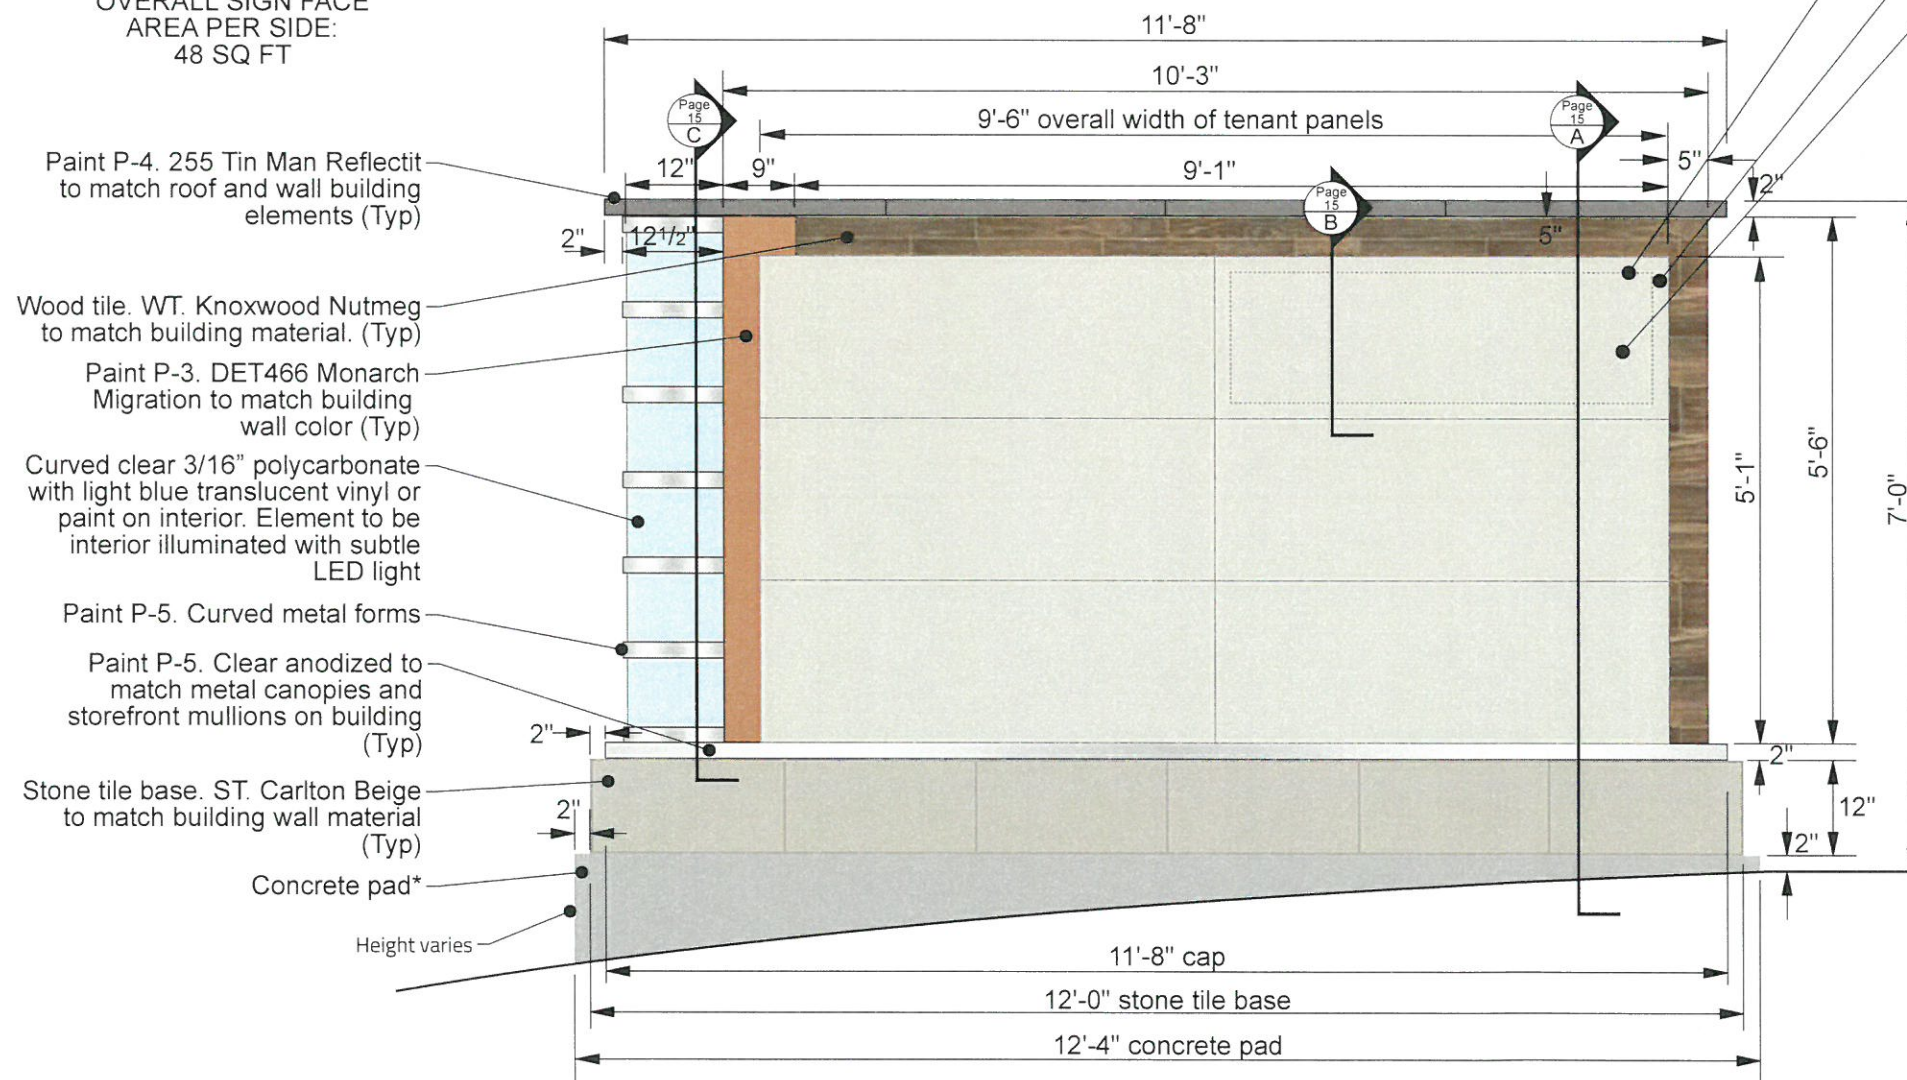 OVERALL SIGN FACE
AREA PER SIDE:
48 SQ FT
11'-8"
10'-3"
9'-6" overall width of tenant panels
Page
15
C
Page
15
A
12"
9"
9'-1"
5"
2"
Page
15
B
Paint P-4. 255 Tin Man Reflectit
to match roof and wall building
elements (Typ)
2"
12 1/2"
5"
Wood tile. WT. Knoxwood Nutmeg
to match building material. (Typ)
Paint P-3. DET466 Monarch
Migration to match building
wall color (Typ)
Curved clear 3/16” polycarbonate
with light blue translucent vinyl or
paint on interior. Element to be
interior illuminated with subtle
LED light
5'-1"
5'-6"
7'-0"
Paint P-5. Curved metal forms
Paint P-5. Clear anodized to
match metal canopies and
storefront mullions on building
(Typ)
2"
2"
Stone tile base. ST. Carlton Beige
to match building wall material
(Typ)
2"
12"
2"
Concrete pad*
Height varies
11'-8" cap
12'-0" stone tile base
12'-4" concrete pad